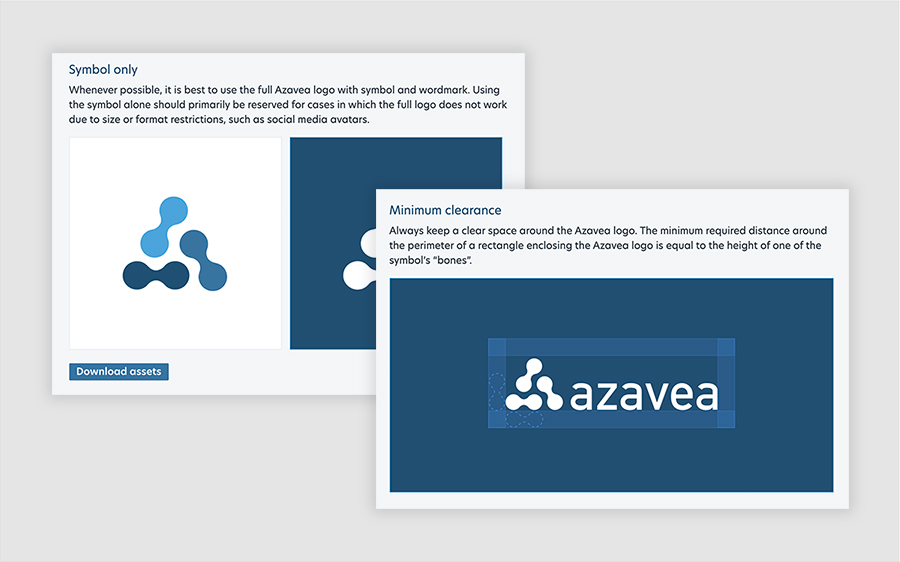 Symbol only
Whenever possible, it is best to use the full Azavea logo with symbol and wordmark. Using
the symbol alone should primarily be reserved for cases in which the full logo does not work
due to size or format restrictions, such as social media avatars.
Download assets
Minimum clearance
Always keep a clear space around the Azavea logo. The minimum required distance around
the perimeter of a rectangle enclosing the Azavea logo is equal to the height of one of the
symbol's “bones”.
azavea